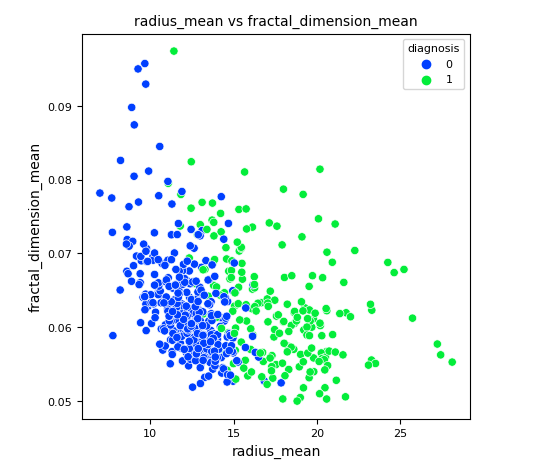 radius_mean vs fractal_dimension_mean
diagnosis
0
1
fractal_dimension_mean
0.09
0.08
0.07
0.06
0.05
10 15 20 25
radius_mean